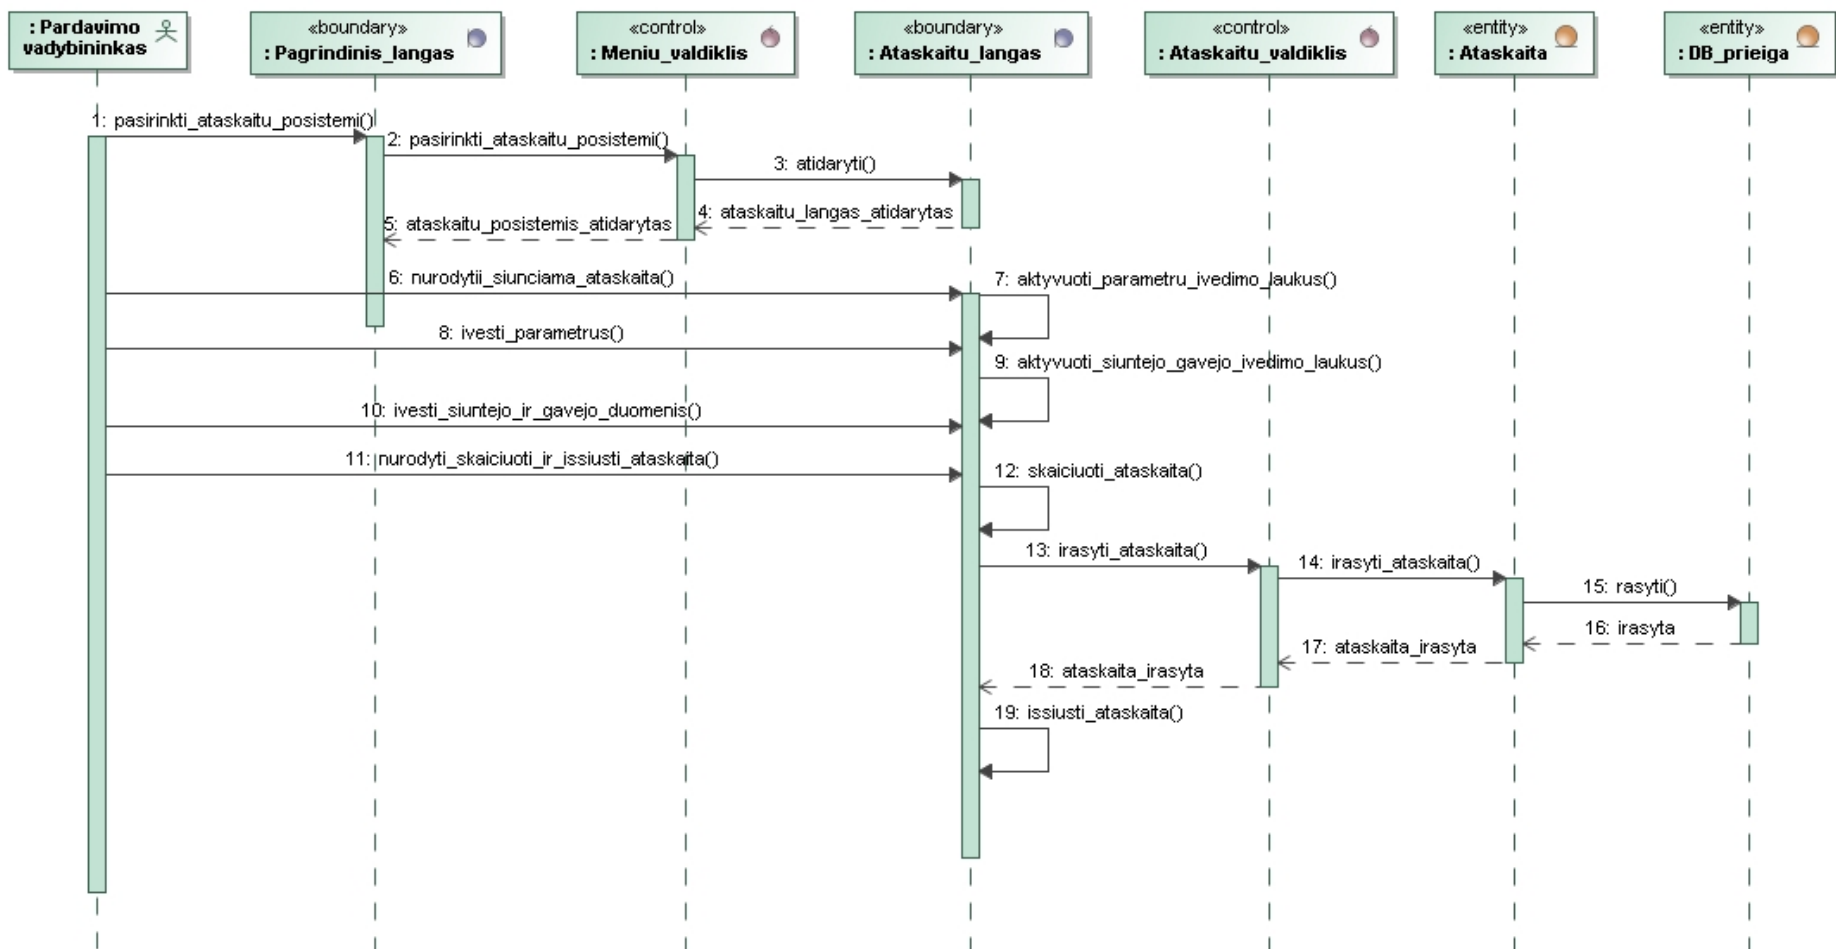 : Pardavimo
vadybininkas
«boundary»
: Pagrindinis_langas
«control»
: Meniu_valdiklis
«boundary»
: Ataskaitu_langas
«control»
: Ataskaitu_valdiklis
«entity»
: Ataskaita
«entity»
: DB_prieiga
1: pasirinkti_ataskaitu_posistemi()
2: pasirinkti_ataskaitu_posistemi()
3: atidaryti()
4: ataskaitu_langas_atidarytas
5: ataskaitu_posistemis_atidarytas
6: nurodytii_siunciama_ataskaita()
7: aktyvuoti_parametru_ivedimo_laukus()
8: ivesti_parametrus()
9: aktyvuoti_siuntejo_gavejo_ivedimo_laukus()
10: ivesti_siuntejo_ir_gavejo_duomenis()
11: nurodyti_skaiciuoti_ir_issiusti_ataskaita()
12: skaiciuoti_ataskaita()
13: irasyti_ataskaita()
14: irasyti_ataskaita()
15: rasyti()
16: irasyta
17: ataskaita_irasyta
18: ataskaita_irasyta
19: issiusti_ataskaita()